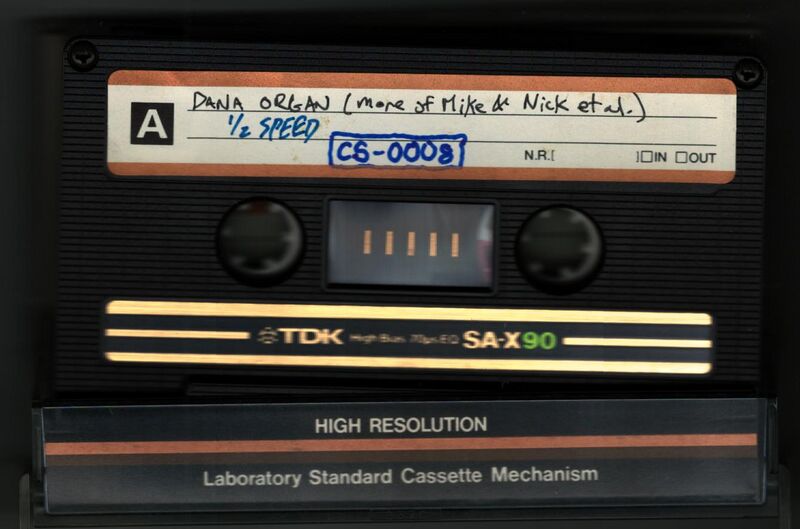 A
DANA ORGAN (more of Mike & Nick et al.)
1/2 SPEED
CS-0008
N.R.[ ]☐IN ☐OUT
TDK High Bias 70μs EQ SA-X90
HIGH RESOLUTION
Laboratory Standard Cassette Mechanism